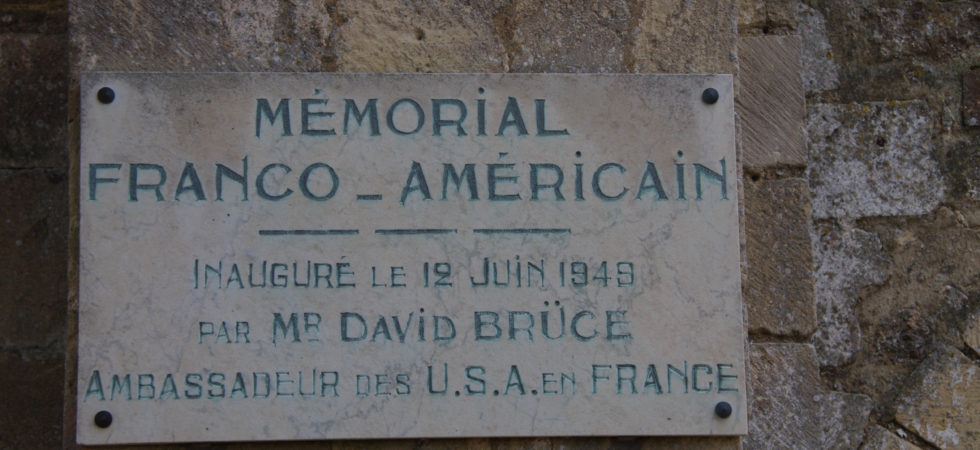 MÉMORIAL
FRANCO - AMÉRICAIN
INAUGURÉ LE 12 JUIN 1949
PAR MR DAVID BRÜCE
AMBASSADEUR DES U.S.A. EN FRANCE